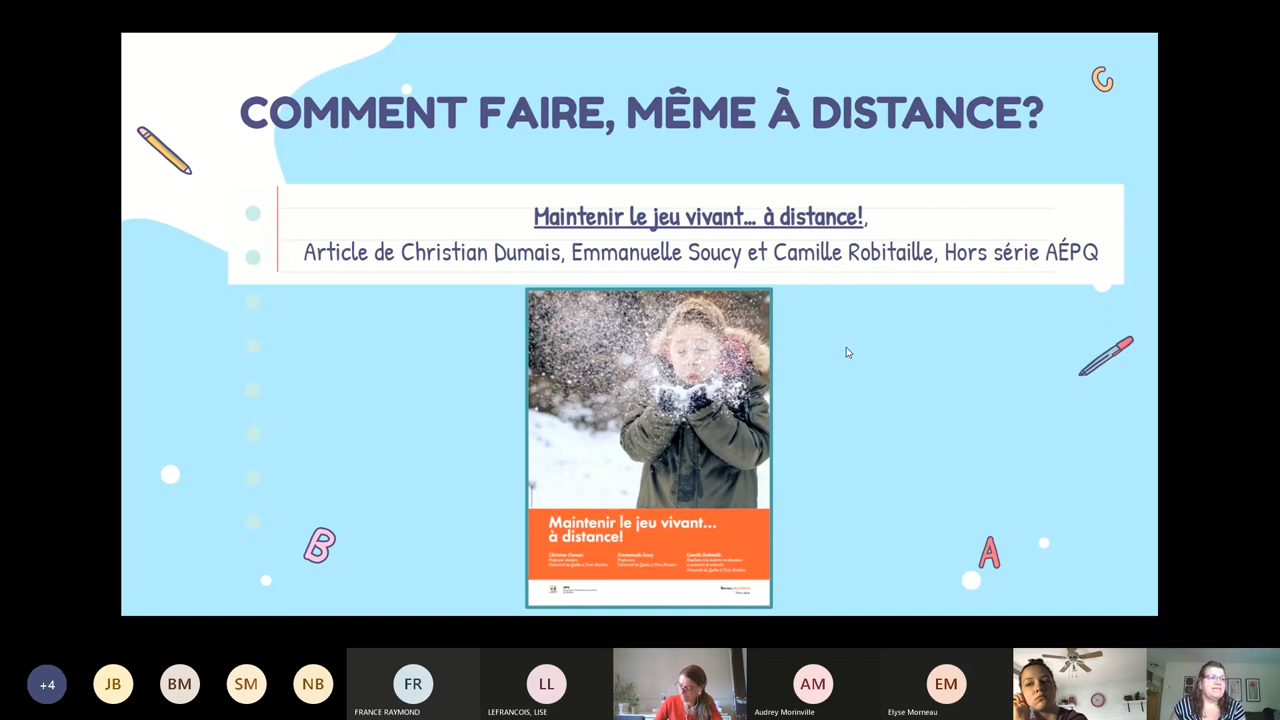 COMMENT FAIRE, MÊME À DISTANCE?
Maintenir le jeu vivant... à distance!,
Article de Christian Dumais, Emmanuelle Soucy et Camille Robitaille, Hors série AÉPQ
Maintenir le jeu vivant...
à distance!
Christian Dumais
Emmanuelle Soucy
Camille Robitaille
C
B
A
+4
JB
BM
SM
NB
FR
LL
AM
EM
FRANCE RAYMOND
LEFRANCOIS, LISE
Audrey Morinville
Elyse Morneau